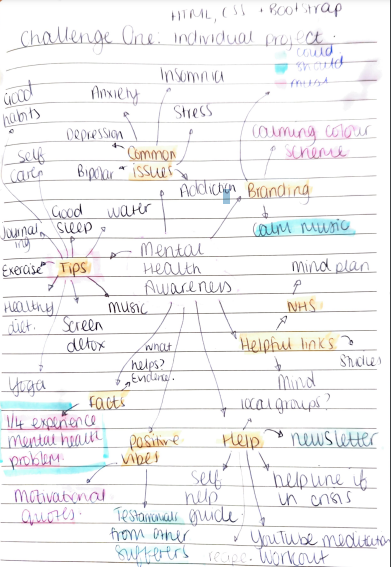 HTML, CSS + Bootstrap
Challenge One: Individual project.
could
should
must
Insomnia
Good
habits
Anxiety
Stress
Calming colour
scheme
Depression
Common
issues
Self
care
Bipolar
Addiction
Branding
Good
sleep
water
Calm Music
Journal
ing
Mental
Health
Awareness
Mind plan
Exercise
Tips
NHS
Healthy
diet.
Screen
detox
music
Helpful links
Studies
what
helps?
Evidence.
Mind
Yoga
Facts
local groups?
1/4 experience
mental health
problem.
positive
vibes
Help
newsletter
Motivational
quotes.
Self
help
guide
helpline if
in crisis
Testimonials
from other
sufferers
YouTube meditation
workout